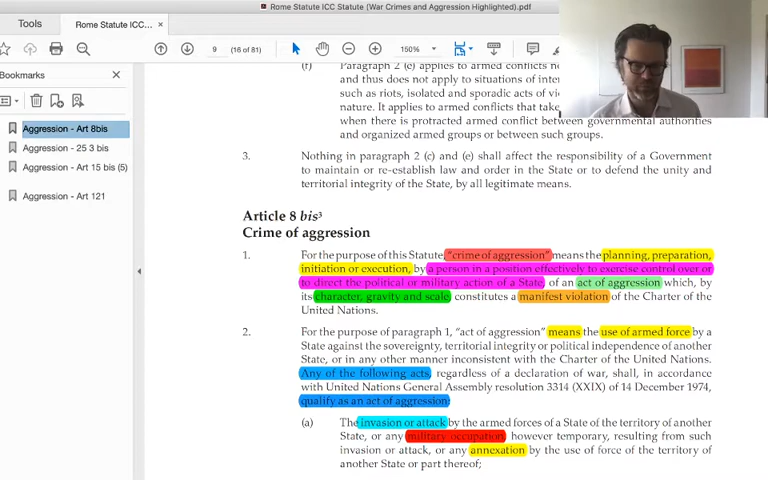 Rome Statute ICC Statute (War Crimes and Aggression Highlighted).pdf
Tools
Rome Statute ICC... ×
9
(16 of 81)
150%
Bookmarks
Aggression - Art 8bis
Aggression - 25 3 bis
Aggression - Art 15 bis (5)
Aggression - Art 121
(f) Paragraph 2 (e) applies to armed conflicts
and thus does not apply to situations of
such as riots, isolated and sporadic acts of
nature. It applies to armed conflicts that take
when there is protracted armed conflict between governmental authorities
and organized armed groups or between such groups.
3. Nothing in paragraph 2 (c) and (e) shall affect the responsibility of a Government
to maintain or re-establish law and order in the State or to defend the unity and
territorial integrity of the State, by all legitimate means.
Article 8 bis³
Crime of aggression
1. For the purpose of this Statute, “crime of aggression” means the planning, preparation,
initiation or execution, by a person in a position effectively to exercise control over or
to direct the political or military action of a State, of an act of aggression which, by
its character, gravity and scale, constitutes a manifest violation of the Charter of the
United Nations.
2. For the purpose of paragraph 1, “act of aggression” means the use of armed force by a
State against the sovereignty, territorial integrity or political independence of another
State, or in any other manner inconsistent with the Charter of the United Nations.
Any of the following acts, regardless of a declaration of war, shall, in accordance
with United Nations General Assembly resolution 3314 (XXIX) of 14 December 1974,
qualify as an act of aggression:
(a) The invasion or attack by the armed forces of a State of the territory of another
State, or any military occupation, however temporary, resulting from such
invasion or attack, or any annexation by the use of force of the territory of
another State or part thereof;